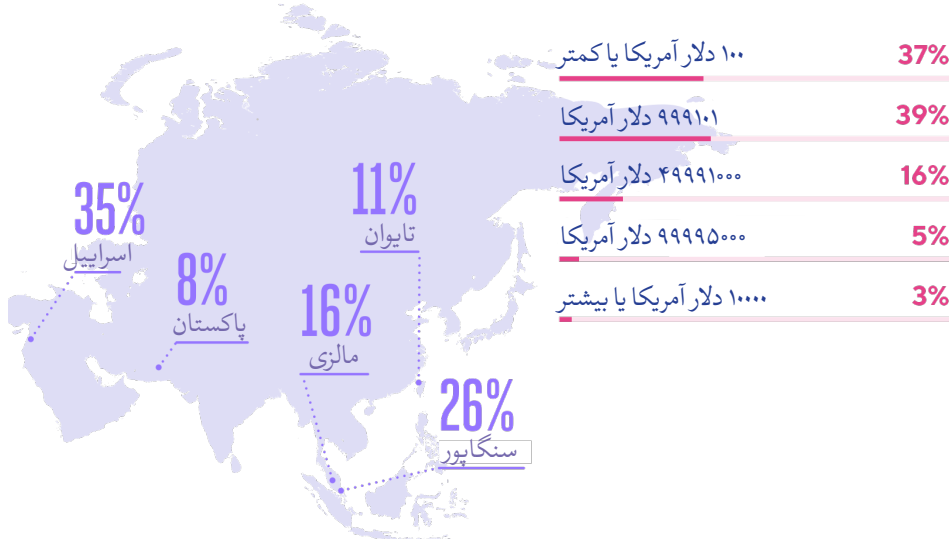 ۱۰۰ دلار آمریکا یا کمتر 37%
۹۹۹۱۰۱ دلار آمریکا 39%
۴۹۹۹۱۰۰۰ دلار آمریکا 16%
۹۹۹۹۵۰۰۰ دلار آمریکا 5%
۱۰۰۰۰ دلار آمریکا یا بیشتر 3%
11%
تایوان
35%
اسراییل
8%
پاکستان
16%
مالزی
26%
سنگاپور